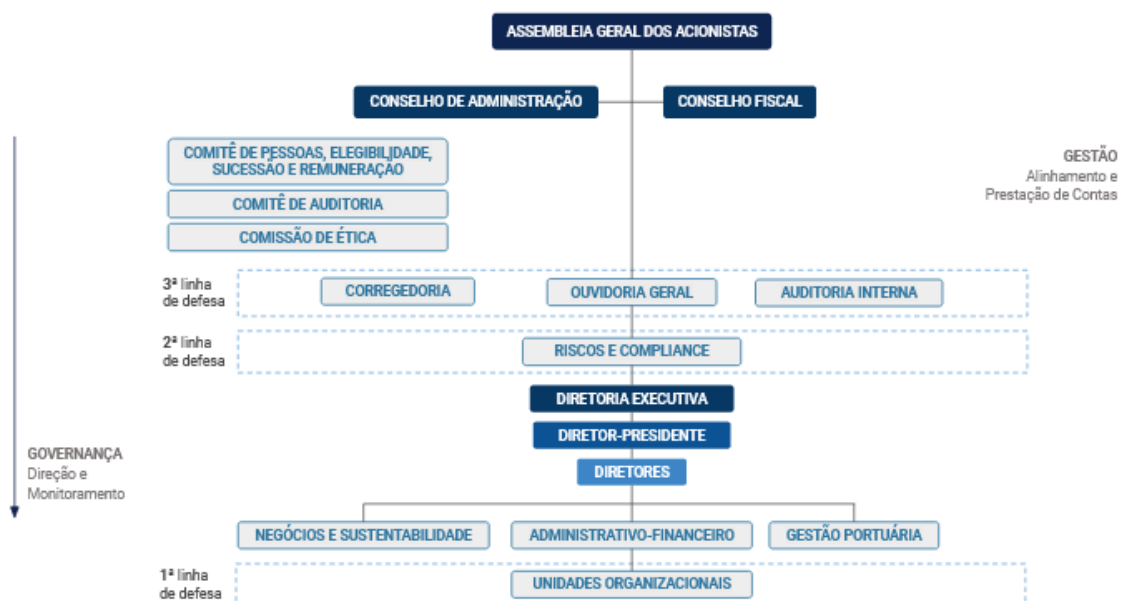 ASSEMBLEIA GERAL DOS ACIONISTAS
CONSELHO DE ADMINISTRAÇÃO
CONSELHO FISCAL
COMITÊ DE PESSOAS, ELEGIBILIDADE,
SUCESSÃO E REMUNERAÇÃO
COMITÊ DE AUDITORIA
COMISSÃO DE ÉTICA
GESTÃO
Alinhamento e
Prestação de Contas
3ª linha
de defesa
CORREGEDORIA
OUVIDORIA GERAL
AUDITORIA INTERNA
2ª linha
de defesa
RISCOS E COMPLIANCE
DIRETORIA EXECUTIVA
DIRETOR-PRESIDENTE
DIRETORES
GOVERNANÇA
Direção e
Monitoramento
NEGÓCIOS E SUSTENTABILIDADE
ADMINISTRATIVO-FINANCEIRO
GESTÃO PORTUÁRIA
1ª linha
de defesa
UNIDADES ORGANIZACIONAIS